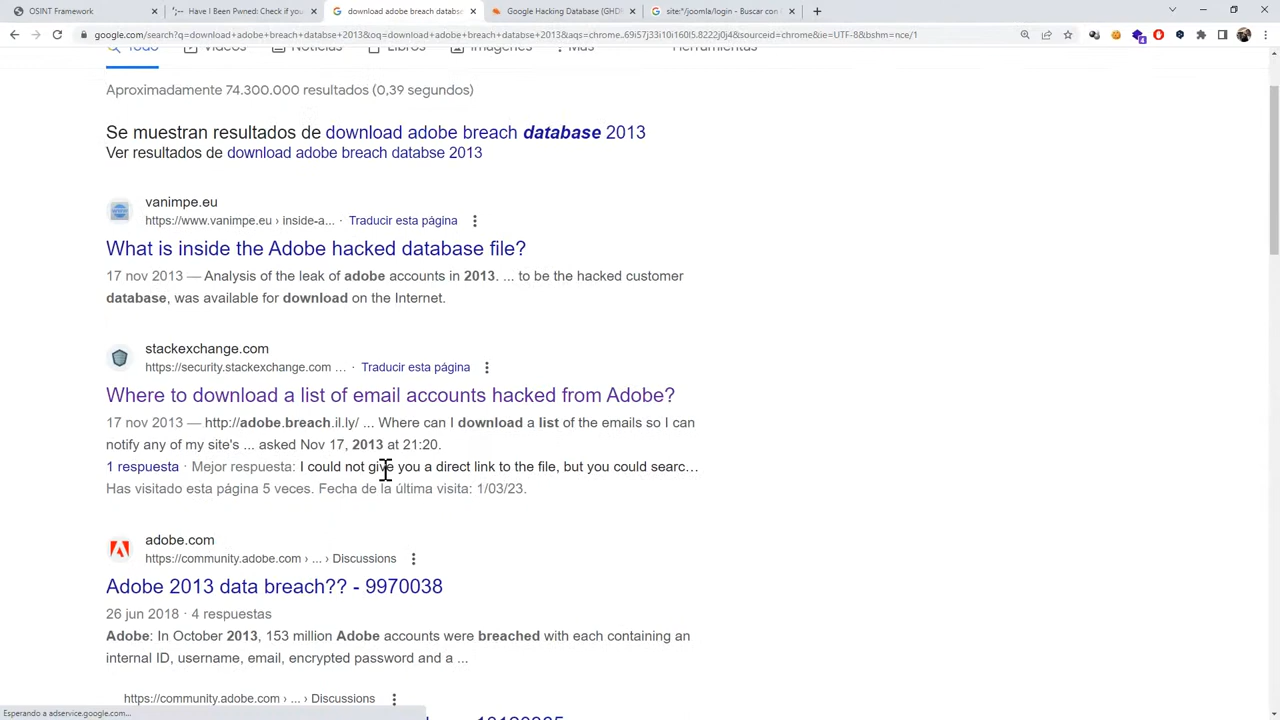 OSINT Framework
Have I Been Pwned: Check if you
download adobe breach databse
Google Hacking Database (GHDB
site:*/joomla/login - Buscar con G
google.com/search?q=download+adobe+breach+databse+2013&oq=download+adobe+breach+databse+2013&aqs=chrome..69i57j33i10i160l5.8222j0j4&sourceid=chrome&ie=UTF-8&bshm=nce/1
Todo
Vídeos
Noticias
Libros
Imágenes
Más
Herramientas
Aproximadamente 74.300.000 resultados (0,39 segundos)
Se muestran resultados de download adobe breach database 2013
Ver resultados de download adobe breach databse 2013
vanimpe.eu
https://www.vanimpe.eu › inside-a... · Traducir esta página
What is inside the Adobe hacked database file?
17 nov 2013 — Analysis of the leak of adobe accounts in 2013. ... to be the hacked customer
database, was available for download on the Internet.
stackexchange.com
https://security.stackexchange.com ... · Traducir esta página
Where to download a list of email accounts hacked from Adobe?
17 nov 2013 — http://adobe.breach.il.ly/ ... Where can I download a list of the emails so I can
notify any of my site's ... asked Nov 17, 2013 at 21:20.
1 respuesta · Mejor respuesta: I could not give you a direct link to the file, but you could searc...
Has visitado esta página 5 veces. Fecha de la última visita: 1/03/23.
adobe.com
https://community.adobe.com › ... › Discussions
Adobe 2013 data breach?? - 9970038
26 jun 2018 · 4 respuestas
Adobe: In October 2013, 153 million Adobe accounts were breached with each containing an
internal ID, username, email, encrypted password and a ...
https://community.adobe.com › ... › Discussions
Esperando a adservice.google.com...